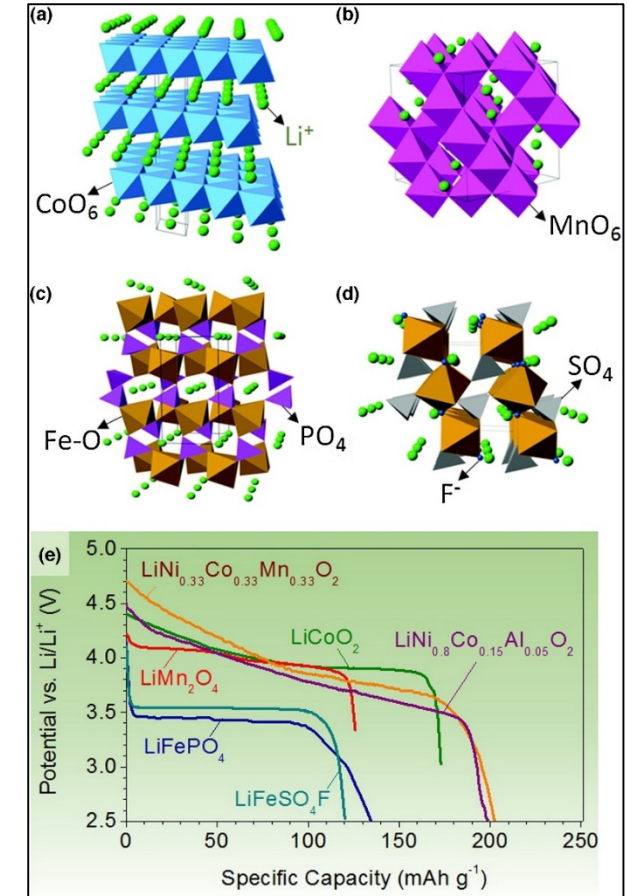 (a)
(b)
Li⁺
CoO₆
MnO₆
(c)
(d)
SO₄
Fe-O
PO₄
F⁻
(e)
5.0
4.5
4.0
3.5
3.0
2.5
Potential vs. Li/Li⁺ (V)
LiNi₀.₃₃Co₀.₃₃Mn₀.₃₃O₂
LiCoO₂
LiNi₀.₈Co₀.₁₅Al₀.₀₅O₂
LiMn₂O₄
LiFePO₄
LiFeSO₄F
0
50
100
150
200
250
Specific Capacity (mAh g⁻¹)